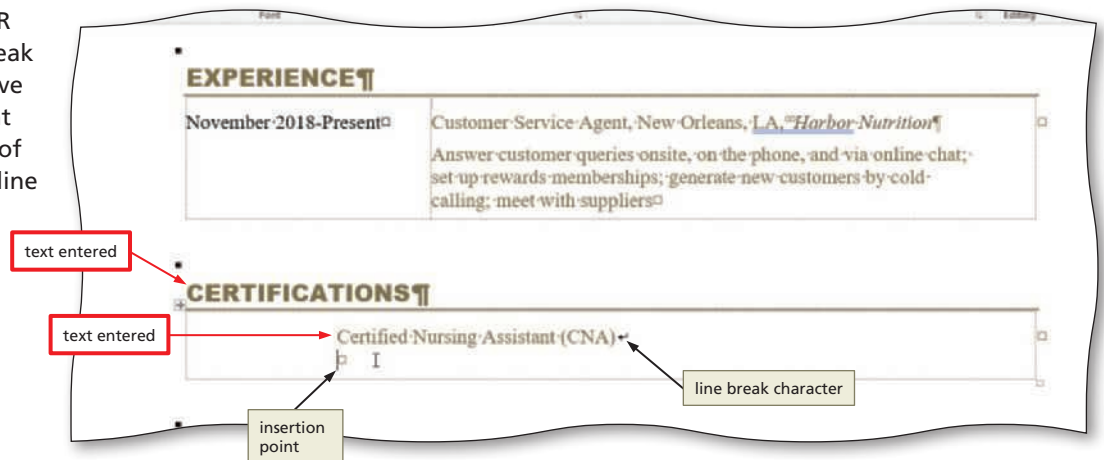 R
eak
ve
t
of
line
Font
Editing
EXPERIENCE¶
November·2018-Present¤
Customer·Service·Agent,·New·Orleans,·LA,°Harbor·Nutrition¶
Answer·customer·queries·onsite,·on·the·phone,·and·via·online·chat;·
set·up·rewards·memberships;·generate·new·customers·by·cold-
calling;·meet·with·suppliers¤
text entered
CERTIFICATIONS¶
text entered
Certified·Nursing·Assistant·(CNA)↵
¤
line break character
insertion
point